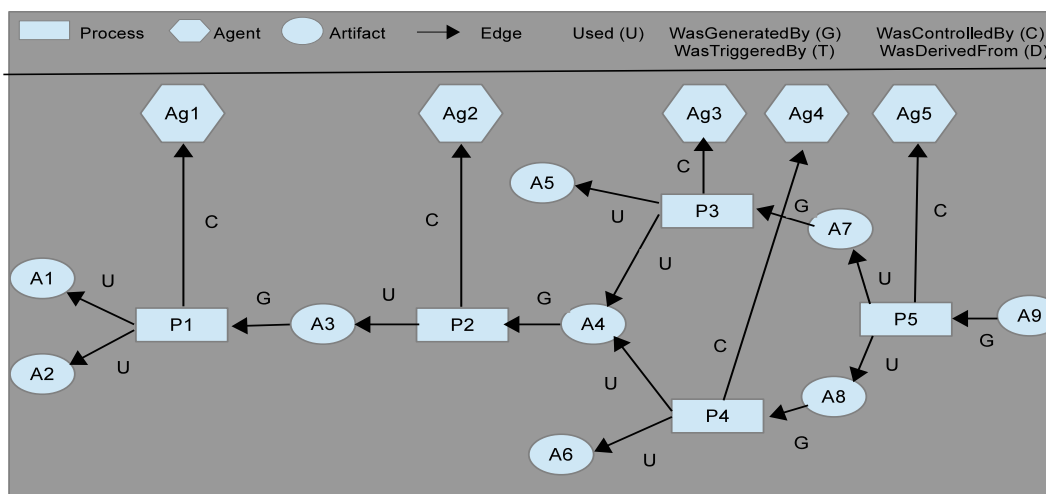 Process Agent Artifact Edge Used (U) WasGeneratedBy (G) WasControlledBy (C)
WasTriggeredBy (T) WasDerivedFrom (D)
Ag1 Ag2 Ag3 Ag4 Ag5
C
A5
U
P3
G
A7
C
C
C
U
U
A1
U
P1
G
A3
U
P2
G
A4
P5
G
A9
A2
U
C
U
U
A8
P4
G
A6
U